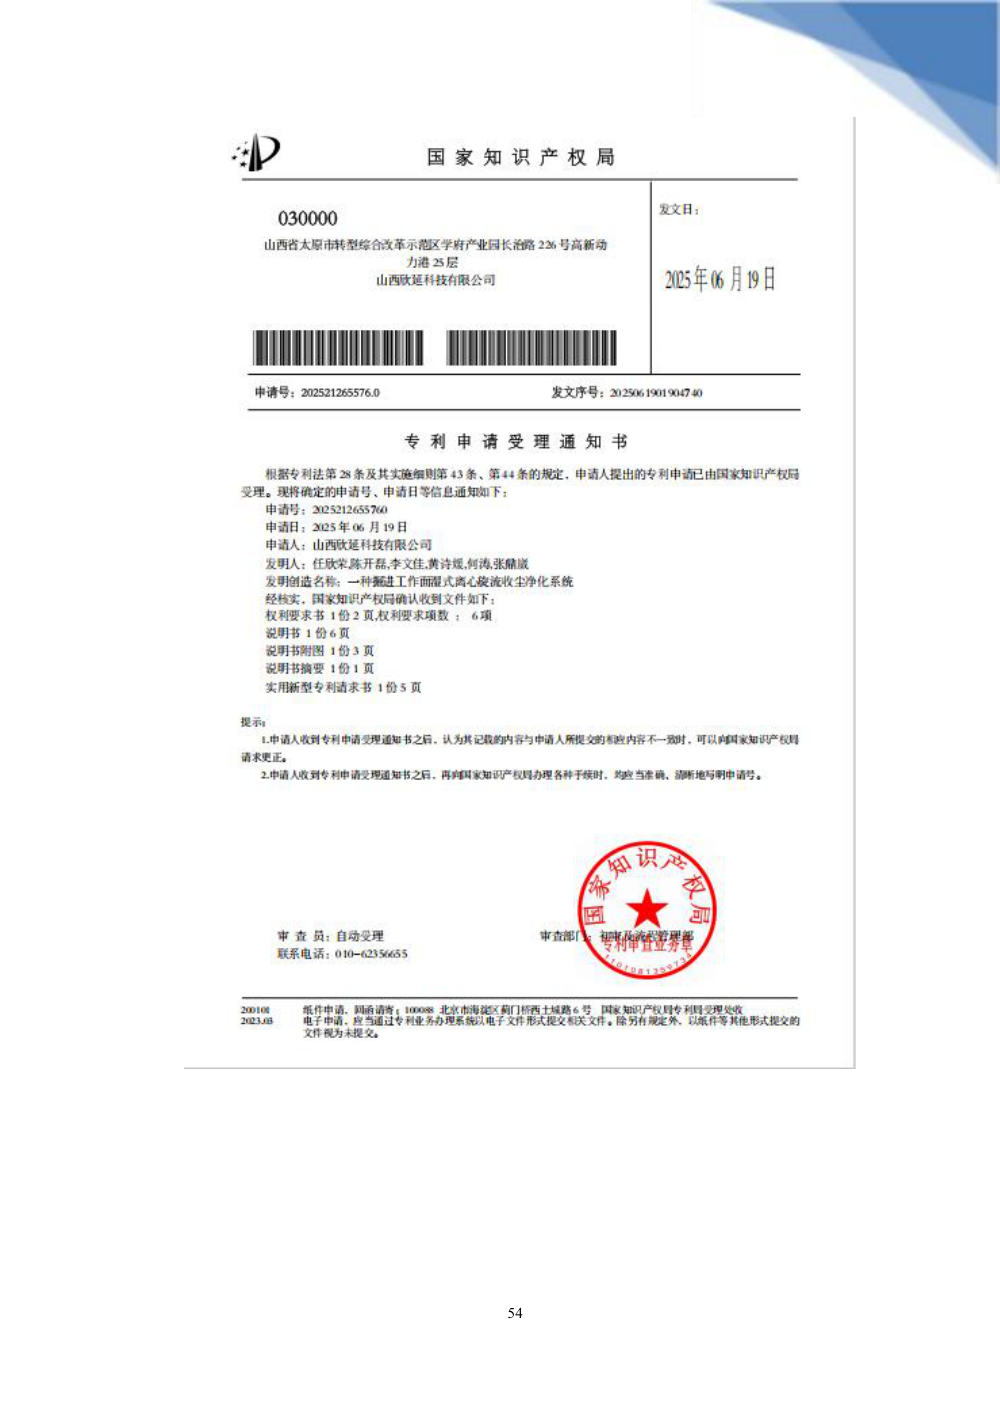 国家知识产权局
030000
发文日：
山西省太原市转型综合改革示范区学府产业园长治路226号高新动
力港25层
山西欣延科技有限公司
2025年06月19日
申请号：202521265576.0
发文序号：2025061901904740
专利申请受理通知书
根据专利法第28条及其实施细则第43条、第44条的规定，申请人提出的专利申请已由国家知识产权局
受理。现将确定的申请号、申请日等信息通知如下：
申请号：2025212655760
申请日：2025年06月19日
申请人：山西欣延科技有限公司
发明人：任欣荣,陈开磊,李文佳,黄诗媛,何涛,张鼎崴
发明创造名称：一种掘进工作面湿式离心旋流收尘净化系统
经核实，国家知识产权局确认收到文件如下：
权利要求书1份2页,权利要求项数：6项
说明书1份6页
说明书附图1份3页
说明书摘要1份1页
实用新型专利请求书1份5页
提示：
1.申请人收到专利申请受理通知书之后，认为其记载的内容与申请人所提交的相应内容不一致时，可以向国家知识产权局
请求更正。
2.申请人收到专利申请受理通知书之后，再向国家知识产权局办理各种手续时，均应当准确、清晰地写明申请号。
国家知识产权局
审查员：自动受理
审查部门：初审及流程管理部
专利审查业务章
联系电话：010-62356655
1101081359734
200101 纸件申请，回函请寄：100088 北京市海淀区蓟门桥西土城路6号 国家知识产权局专利局受理处收
2023.03 电子申请，应当通过专利业务办理系统以电子文件形式提交相关文件。除另有规定外，以纸件等其他形式提交的
文件视为未提交。
54